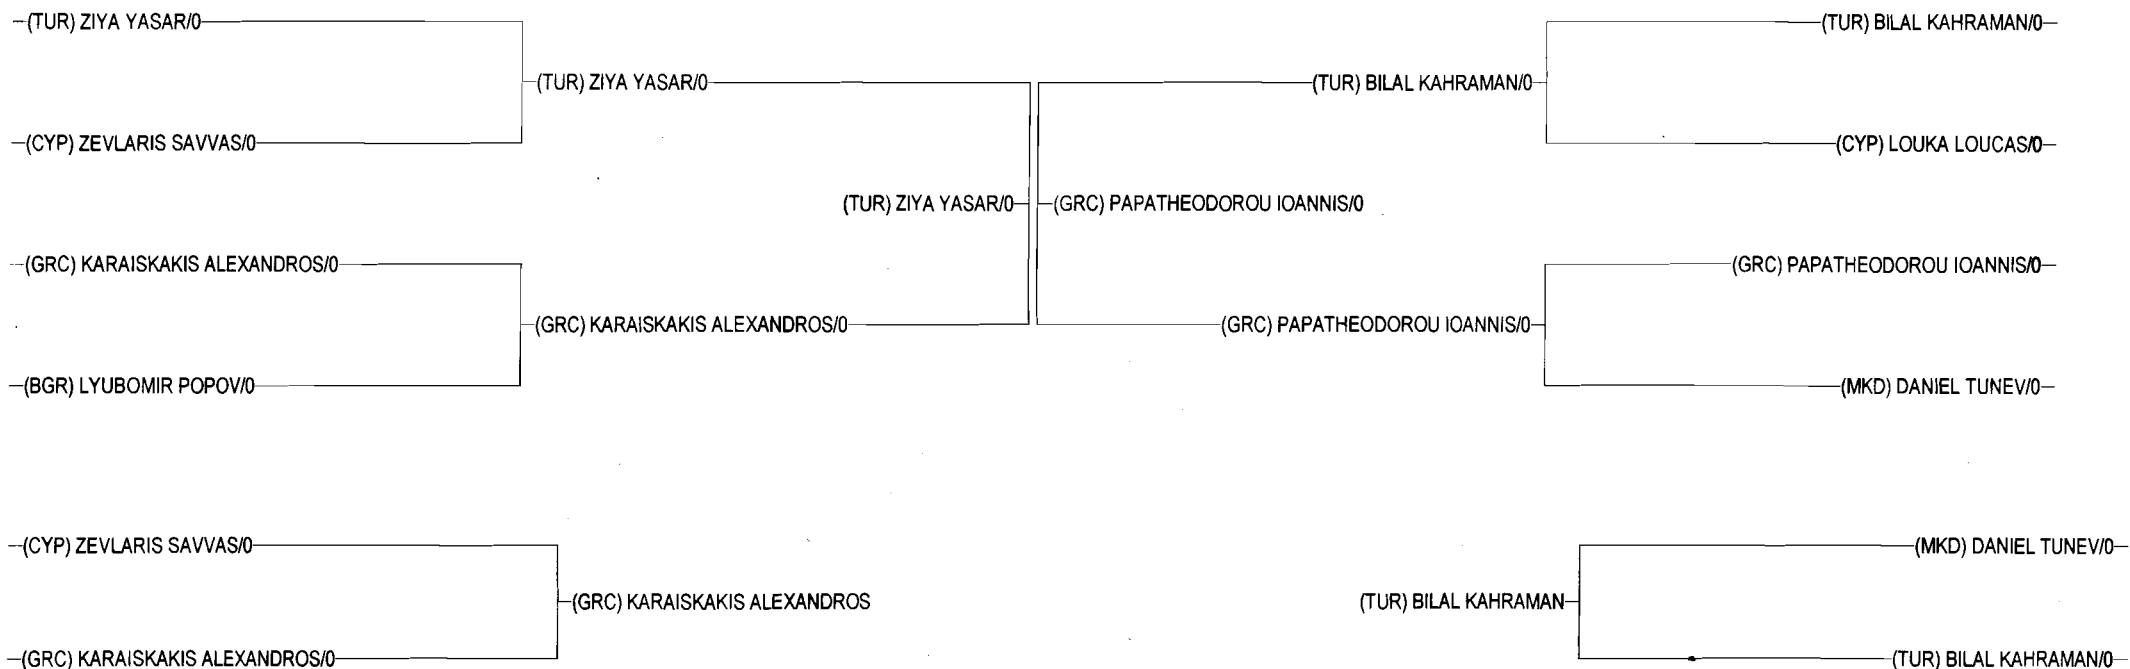 (TUR) ZIYA YASAR/0
(TUR) BILAL KAHRAMAN/0
(TUR) ZIYA YASAR/0
(TUR) BILAL KAHRAMAN/0
(CYP) ZEVLARIS SAVVAS/0
(CYP) LOUKA LOUCAS/0
(TUR) ZIYA YASAR/0
(GRC) PAPATHEODOROU IOANNIS/0
(GRC) KARAISKAKIS ALEXANDROS/0
(GRC) PAPATHEODOROU IOANNIS/0
(GRC) KARAISKAKIS ALEXANDROS/0
(GRC) PAPATHEODOROU IOANNIS/0
(BGR) LYUBOMIR POPOV/0
(MKD) DANIEL TUNEV/0
(CYP) ZEVLARIS SAVVAS/0
(MKD) DANIEL TUNEV/0
(GRC) KARAISKAKIS ALEXANDROS
(TUR) BILAL KAHRAMAN
(GRC) KARAISKAKIS ALEXANDROS/0
(TUR) BILAL KAHRAMAN/0